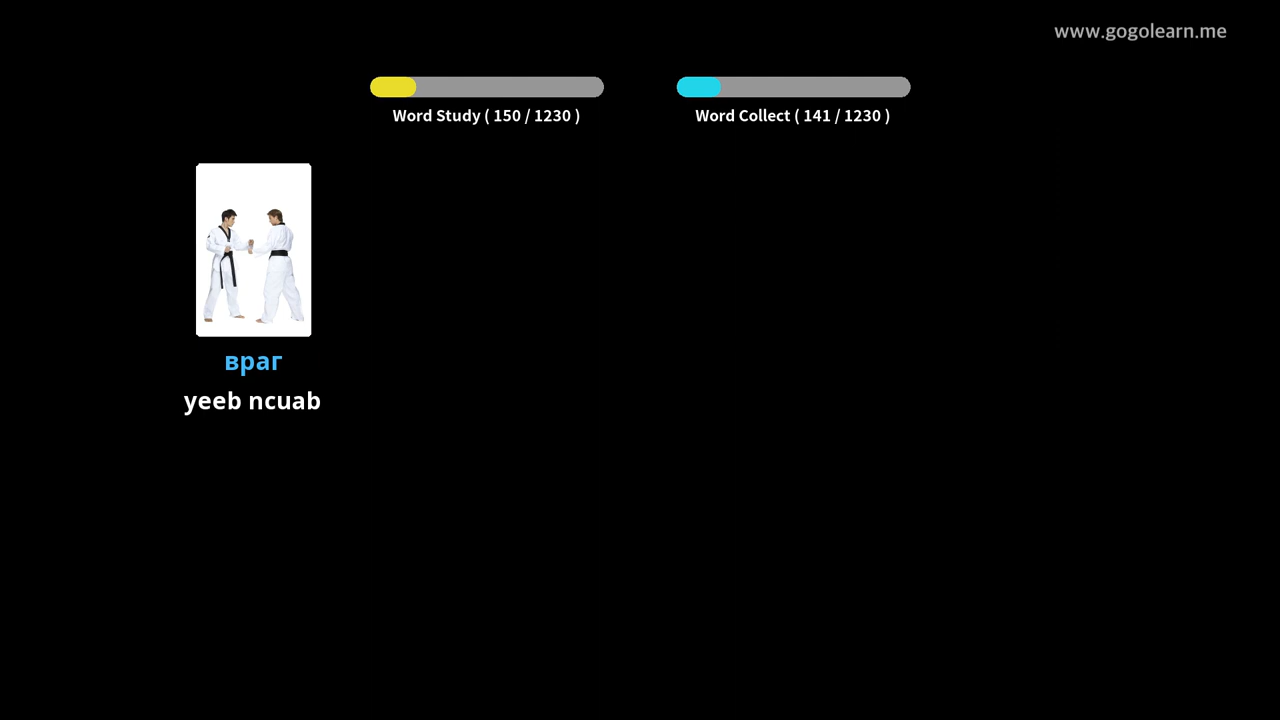 www.gogolearn.me
Word Study ( 150 / 1230 )
Word Collect ( 141 / 1230 )
враг
yeeb ncuab